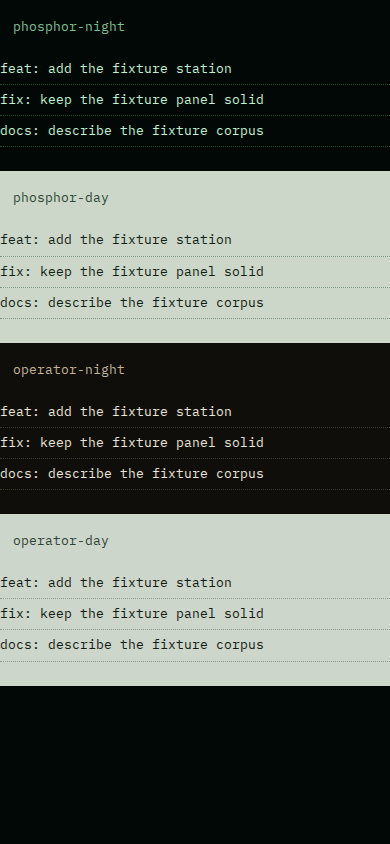 phosphor-night
feat: add the fixture station
fix: keep the fixture panel solid
docs: describe the fixture corpus
phosphor-day
feat: add the fixture station
fix: keep the fixture panel solid
docs: describe the fixture corpus
operator-night
feat: add the fixture station
fix: keep the fixture panel solid
docs: describe the fixture corpus
operator-day
feat: add the fixture station
fix: keep the fixture panel solid
docs: describe the fixture corpus